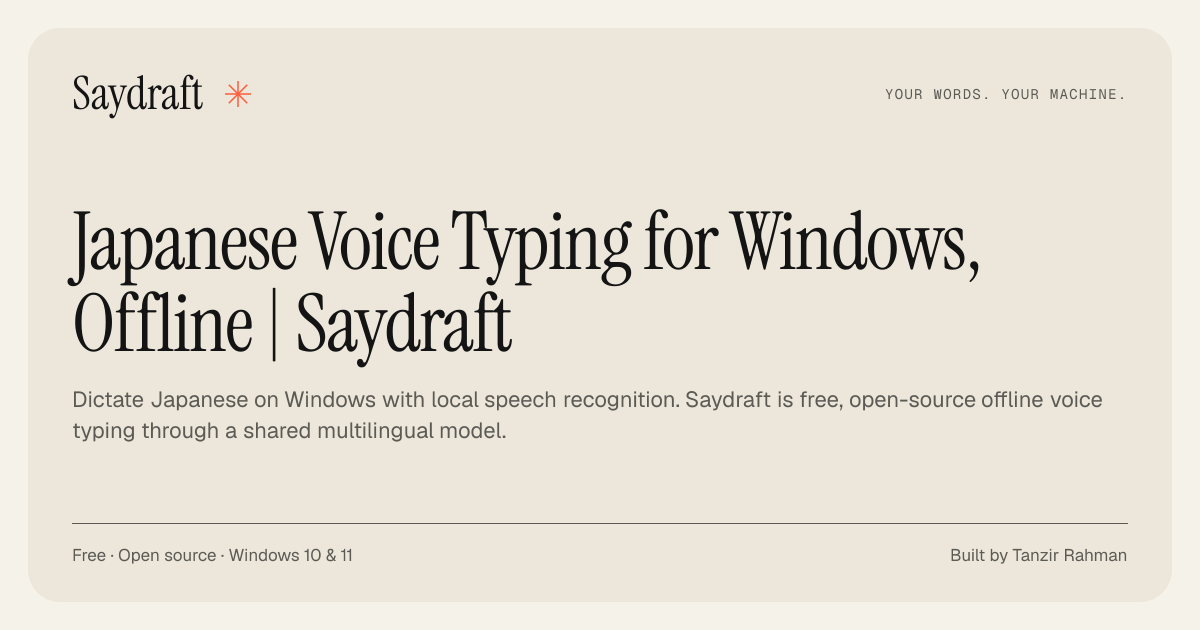 Saydraft
YOUR WORDS. YOUR MACHINE.
Japanese Voice Typing for Windows,
Offline | Saydraft
Dictate Japanese on Windows with local speech recognition. Saydraft is free, open-source offline voice
typing through a shared multilingual model.
Free · Open source · Windows 10 & 11
Built by Tanzir Rahman